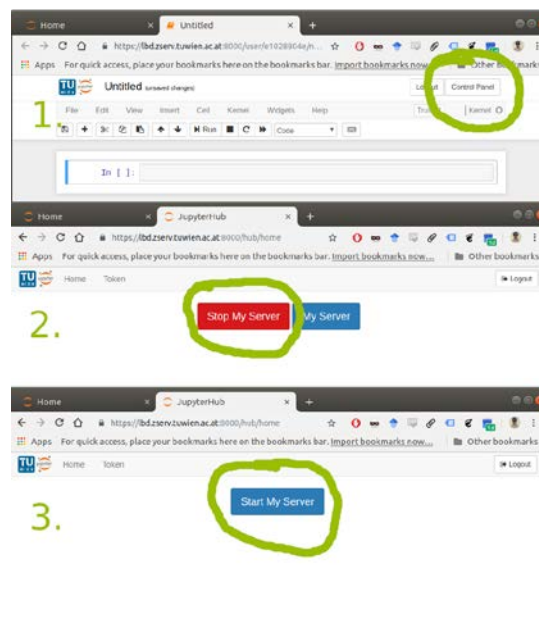 Home
Untitled
https://lbd.zserv.tuwien.ac.at:8000/user/e1028904e/n...
Apps For quick access, place your bookmarks here on the bookmarks bar. Import bookmarks now... Other bookmarks
TU Untitled (unsaved changes) Logout Control Panel
1.
File Edit View Insert Cell Kernel Widgets Help Kernel
Run Code
In [ ]:
Home
JupyterHub
https://lbd.zserv.tuwien.ac.at:8000/hub/home
Apps For quick access, place your bookmarks here on the bookmarks bar. Import bookmarks now... Other bookmarks
TU Home Token Logout
2.
Stop My Server My Server
Home
JupyterHub
https://lbd.zserv.tuwien.ac.at:8000/hub/home
Apps For quick access, place your bookmarks here on the bookmarks bar. Import bookmarks now... Other bookmarks
TU Home Token Logout
3.
Start My Server